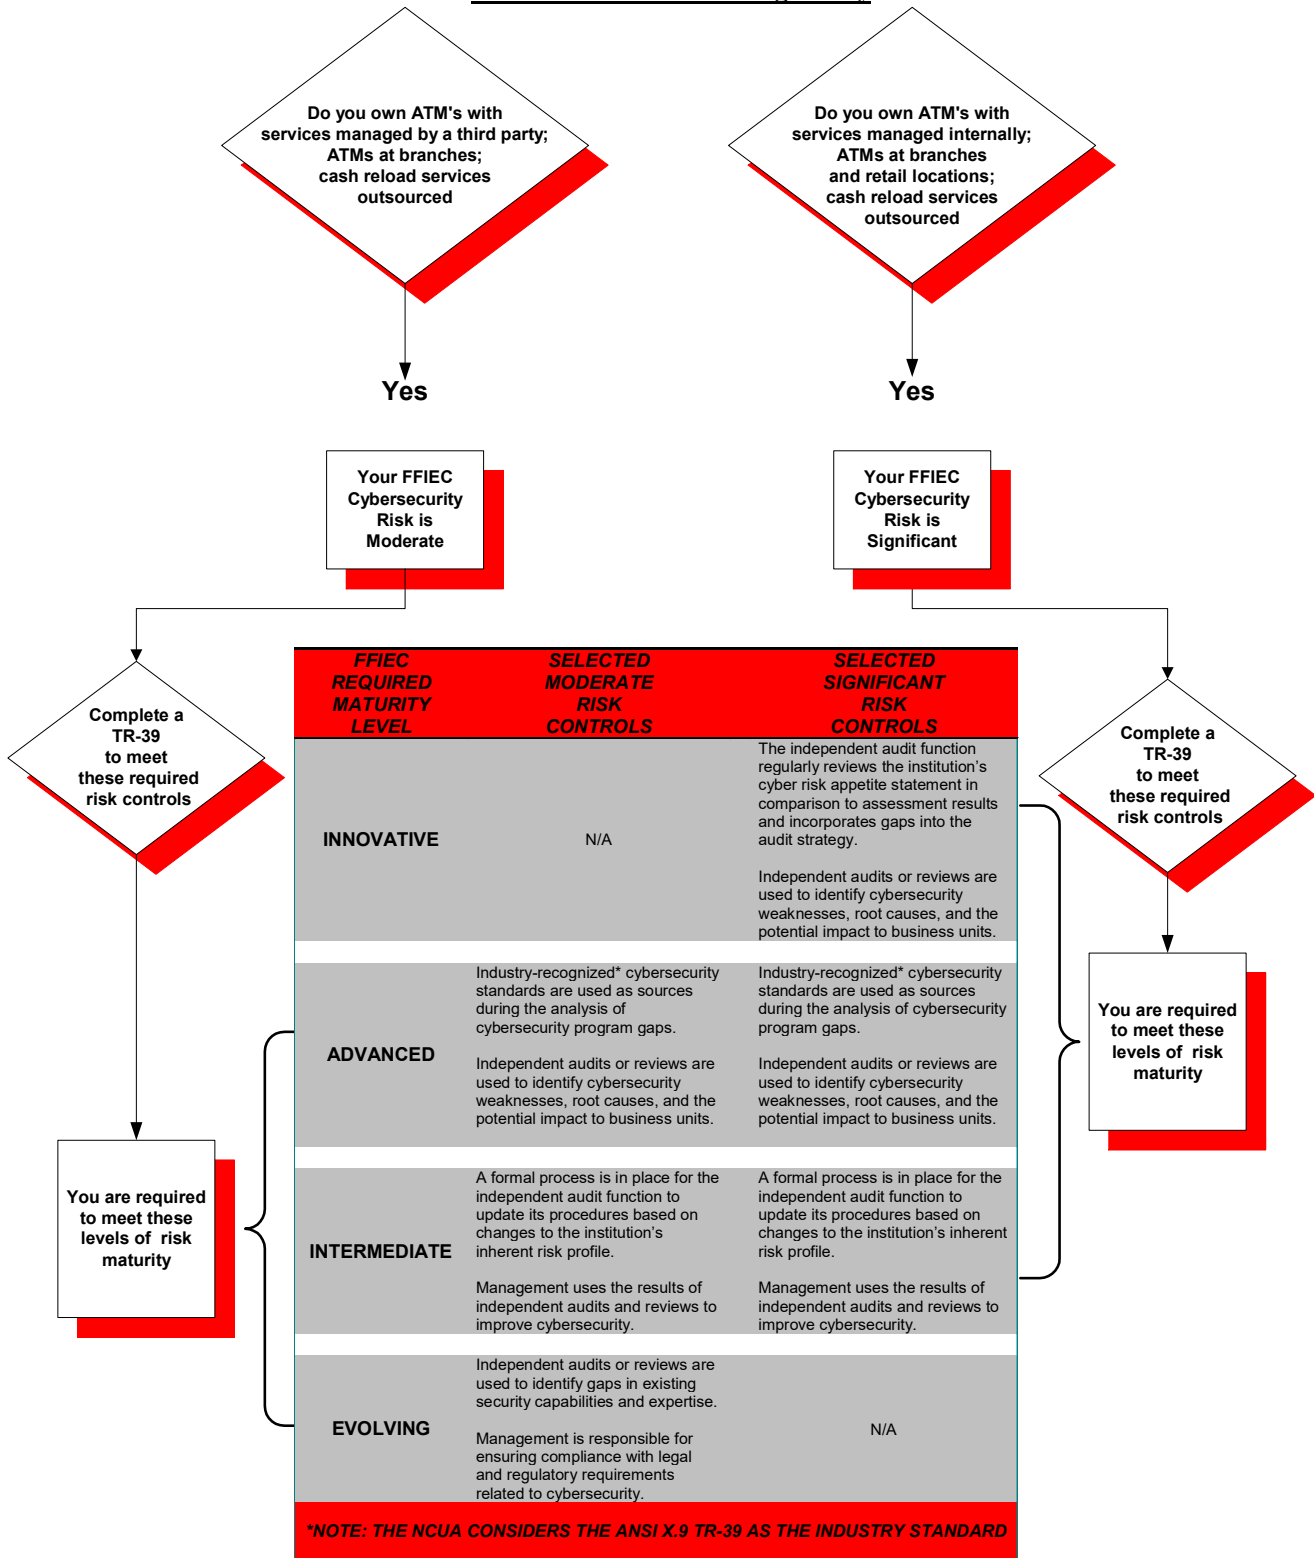 Do you own ATM's with
services managed by a third party;
ATMs at branches;
cash reload services
outsourced
Do you own ATM's with
services managed internally;
ATMs at branches
and retail locations;
cash reload services
outsourced
Yes
Yes
Your FFIEC
Cybersecurity
Risk is
Moderate
Your FFIEC
Cybersecurity
Risk is
Significant
Complete a
TR-39
to meet
these required
risk controls
Complete a
TR-39
to meet
these required
risk controls
FFIEC
REQUIRED
MATURITY
LEVEL
SELECTED
MODERATE
RISK
CONTROLS
SELECTED
SIGNIFICANT
RISK
CONTROLS
INNOVATIVE
N/A
The independent audit function
regularly reviews the institution’s
cyber risk appetite statement in
comparison to assessment results
and incorporates gaps into the
audit strategy.
Independent audits or reviews are
used to identify cybersecurity
weaknesses, root causes, and the
potential impact to business units.
ADVANCED
Industry-recognized* cybersecurity
standards are used as sources
during the analysis of
cybersecurity program gaps.
Independent audits or reviews are
used to identify cybersecurity
weaknesses, root causes, and the
potential impact to business units.
Industry-recognized* cybersecurity
standards are used as sources
during the analysis of cybersecurity
program gaps.
Independent audits or reviews are
used to identify cybersecurity
weaknesses, root causes, and the
potential impact to business units.
You are required
to meet these
levels of risk
maturity
You are required
to meet these
levels of risk
maturity
INTERMEDIATE
A formal process is in place for the
independent audit function to
update its procedures based on
changes to the institution’s
inherent risk profile.
Management uses the results of
independent audits and reviews to
improve cybersecurity.
A formal process is in place for the
independent audit function to
update its procedures based on
changes to the institution’s inherent
risk profile.
Management uses the results of
independent audits and reviews to
improve cybersecurity.
EVOLVING
Independent audits or reviews are
used to identify gaps in existing
security capabilities and expertise.
Management is responsible for
ensuring compliance with legal
and regulatory requirements
related to cybersecurity.
N/A
*NOTE: THE NCUA CONSIDERS THE ANSI X.9 TR-39 AS THE INDUSTRY STANDARD